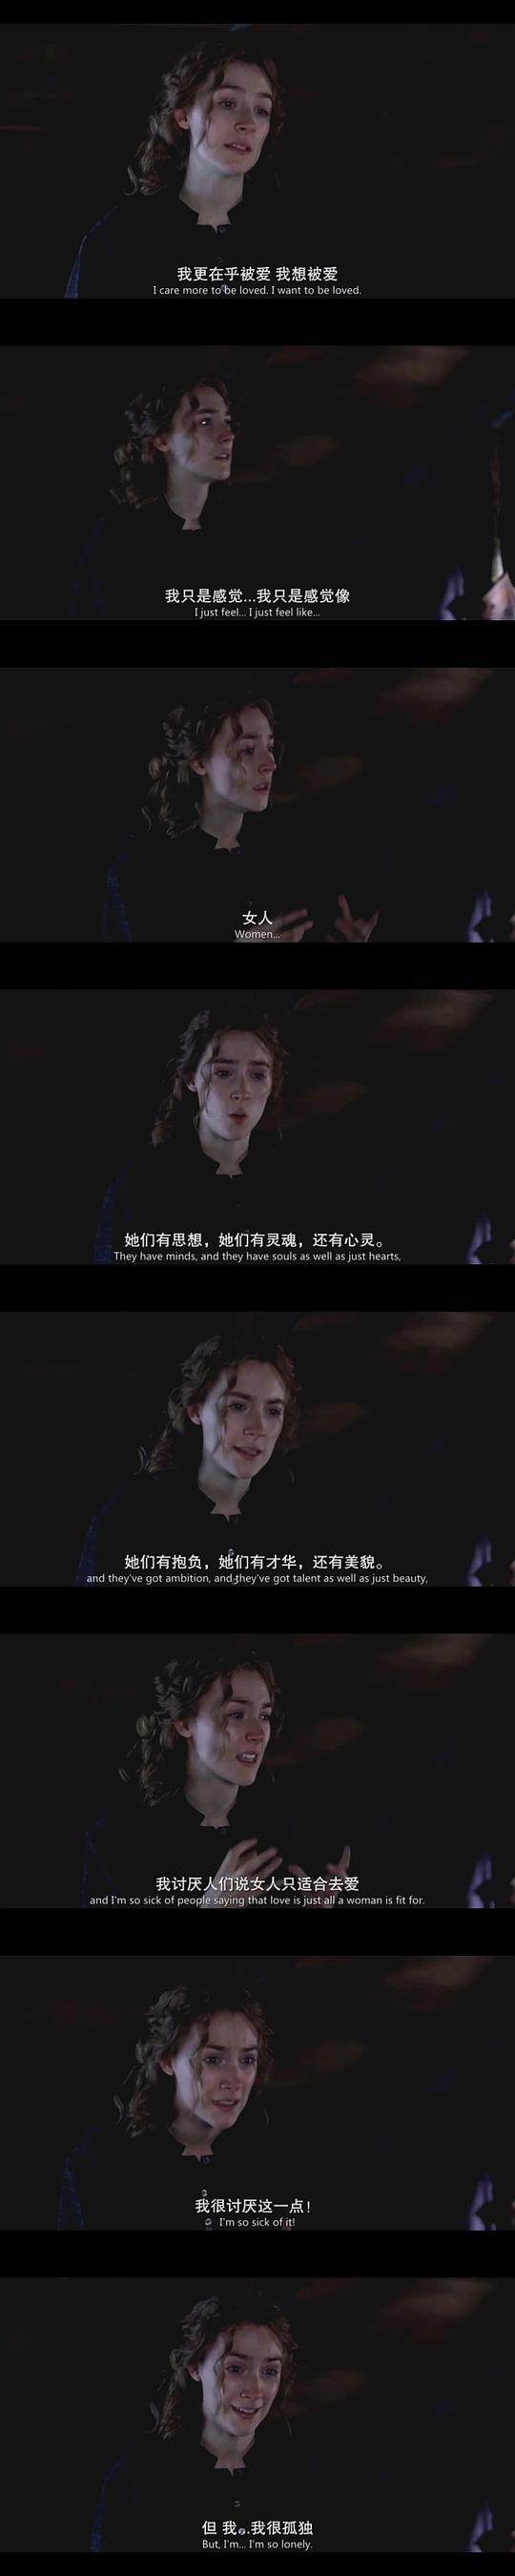 我更在乎被爱 我想被爱
I care more to be loved. I want to be loved.
我只是感觉...我只是感觉像
I just feel... I just feel like...
女人
Women...
她们有思想，她们有灵魂，还有心灵。
They have minds, and they have souls as well as just hearts,
她们有抱负，她们有才华，还有美貌。
and they've got ambition, and they've got talent as well as just beauty,
我讨厌人们说女人只适合去爱
and I'm so sick of people saying that love is just all a woman is fit for.
我很讨厌这一点!
I'm so sick of it!
但 我...我很孤独
But, I'm... I'm so lonely.